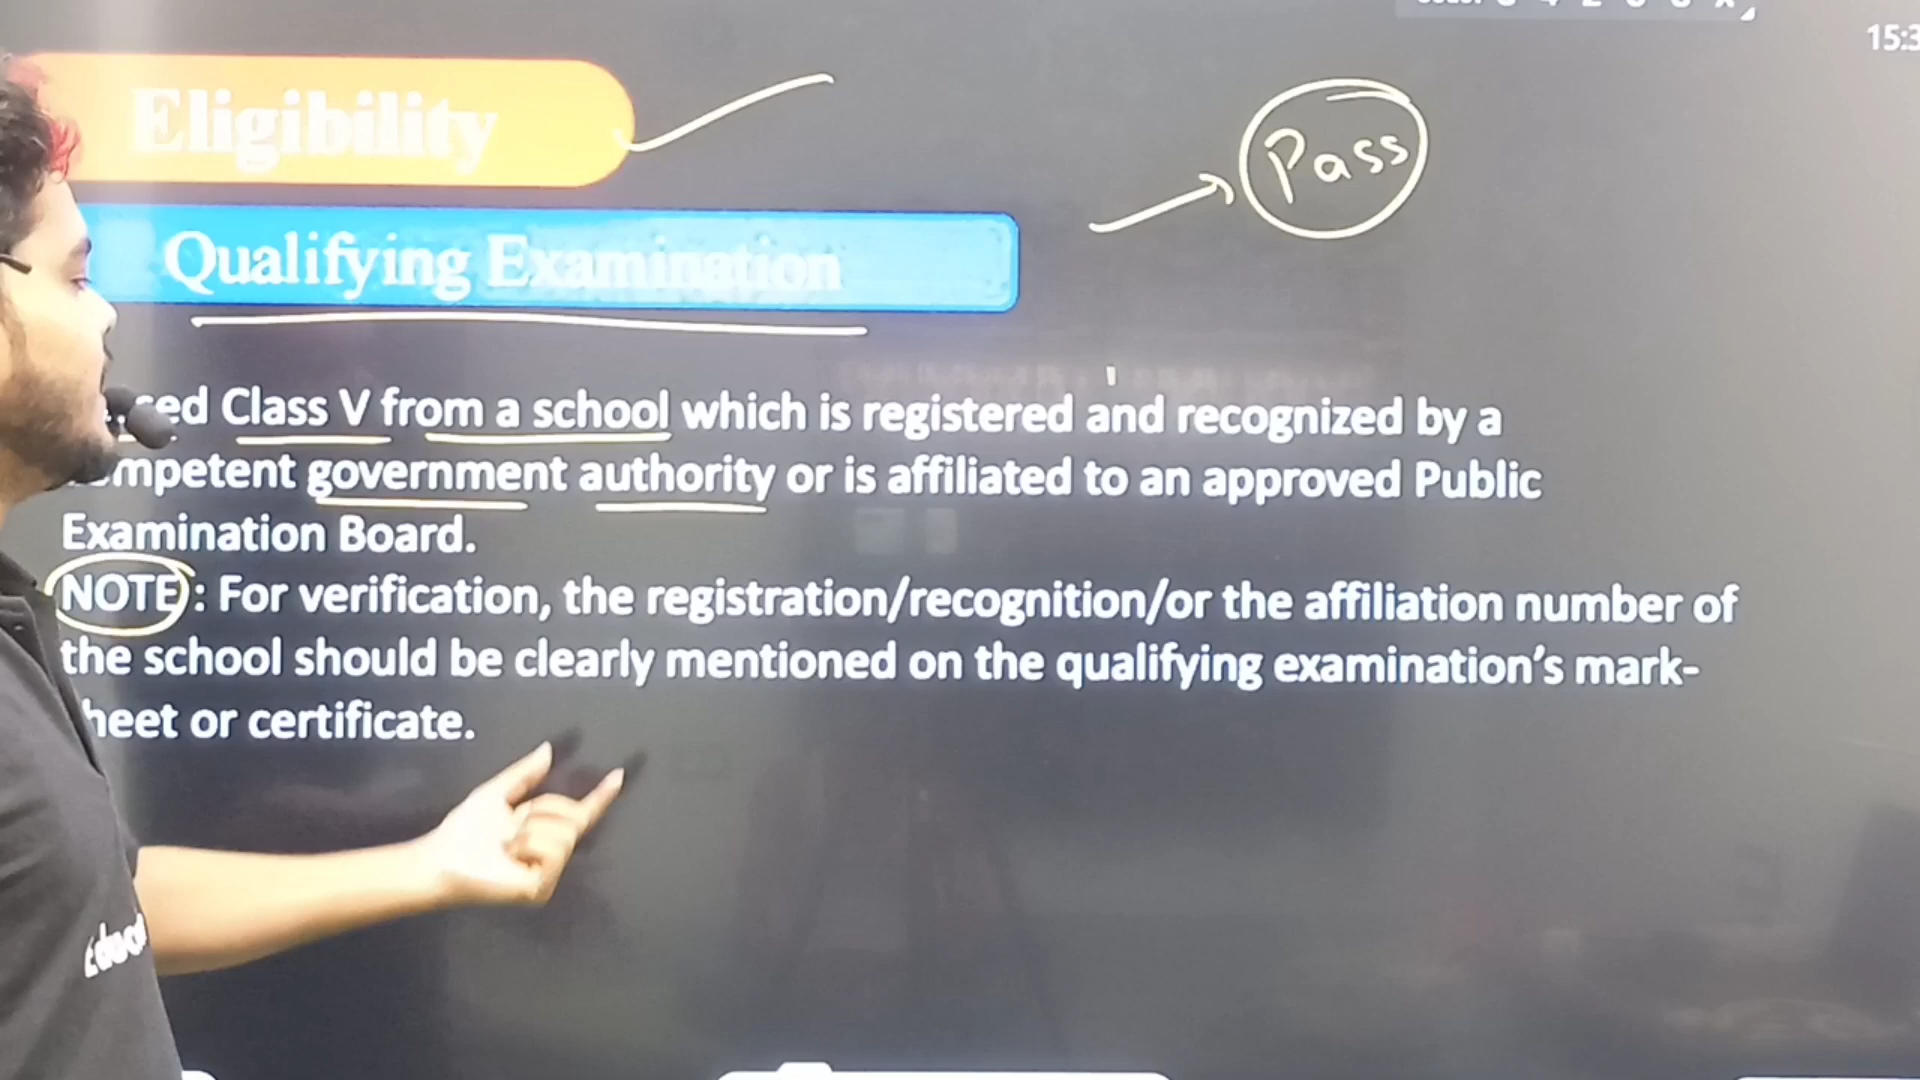 15:3
Eligibility
Pass
Qualifying Examination
Class V from a school which is registered and recognized by a
government authority or is affiliated to an approved Public
Examination Board.
NOTE : For verification, the registration/recognition/or the affiliation number of
the school should be clearly mentioned on the qualifying examination's mark-
heet or certificate.